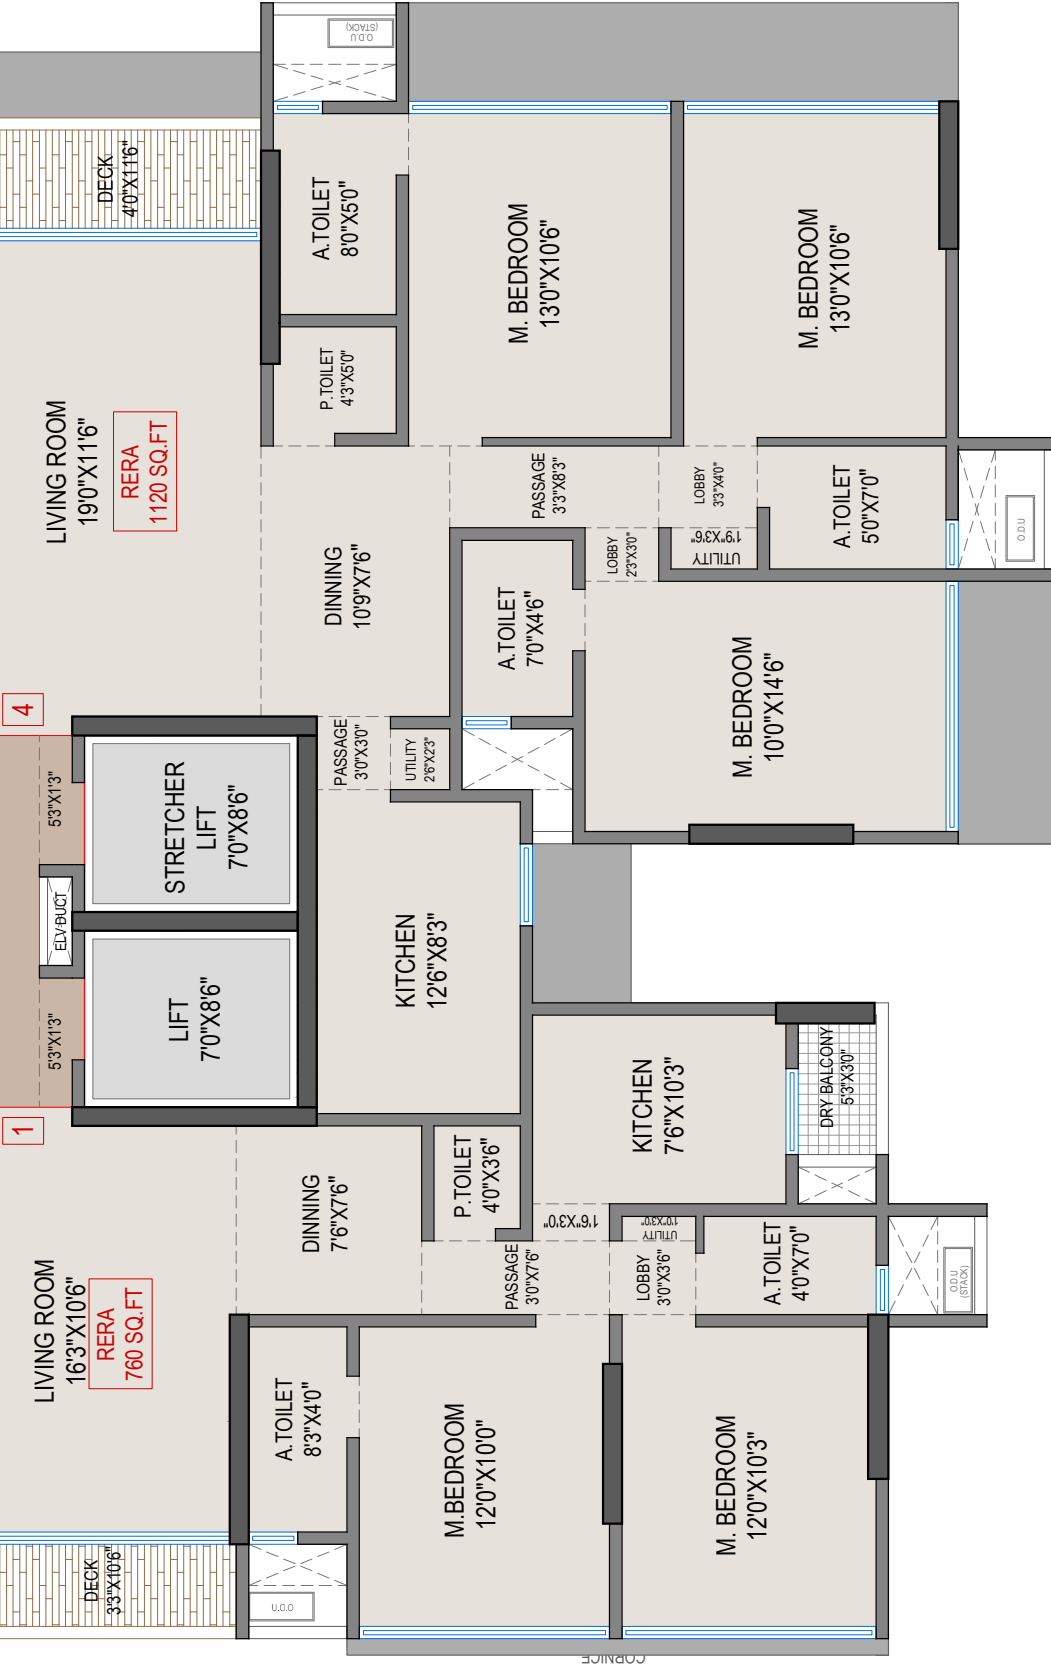 O.D.U
(STACK)
DECK
4'0"X11'6"
A.TOILET
8'0"X5'0"
M. BEDROOM
13'0"X10'6"
M. BEDROOM
13'0"X10'6"
P.TOILET
4'3"X5'0"
LIVING ROOM
19'0"X11'6"
RERA
1120 SQ.FT
PASSAGE
3'3"X8'3"
LOBBY
3'3"X4'0"
A.TOILET
5'0"X7'0"
O.D.U
UTILITY
1'9"X3'6"
LOBBY
2'3"X3'0"
DINNING
10'9"X7'6"
A.TOILET
7'0"X4'6"
M. BEDROOM
10'0"X14'6"
4
PASSAGE
3'0"X3'0"
UTILITY
2'6"X2'3"
5'3"X1'3"
STRETCHER
LIFT
7'0"X8'6"
ELV.DUCT
KITCHEN
12'6"X8'3"
LIFT
7'0"X8'6"
5'3"X1'3"
1
KITCHEN
7'6"X10'3"
DRY BALCONY
5'3"X3'0"
P.TOILET
4'0"X3'6"
DINNING
7'6"X7'6"
1'6"X3'0"
UTILITY
1'0"X3'0"
PASSAGE
3'0"X7'6"
LOBBY
3'0"X3'6"
A.TOILET
4'0"X7'0"
O.D.U
(STACK)
LIVING ROOM
16'3"X10'6"
RERA
760 SQ.FT
A.TOILET
8'3"X4'0"
M.BEDROOM
12'0"X10'0"
M. BEDROOM
12'0"X10'3"
DECK
3'3"X10'6"
O.D.U
CORNICE